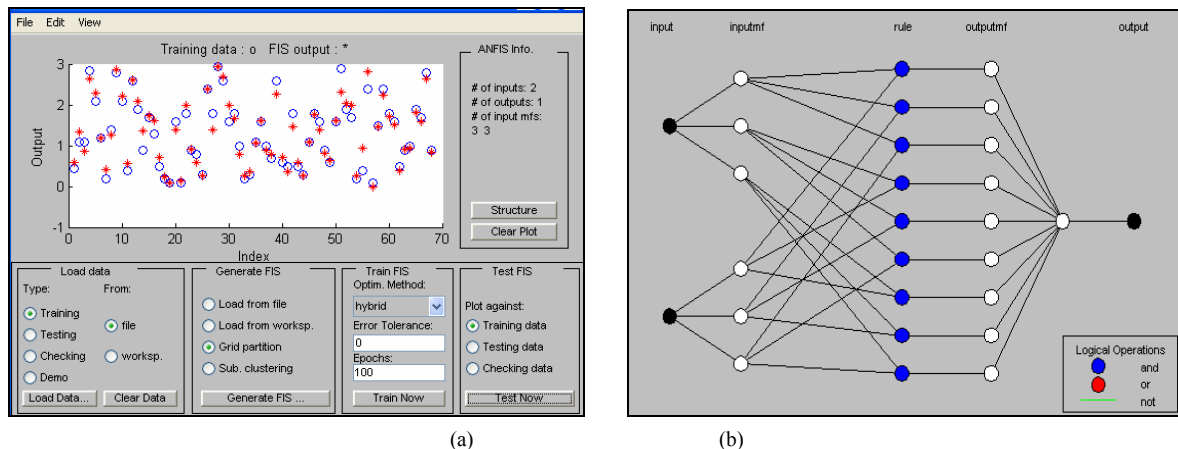 File Edit View
Training data : o FIS output : *
3
2
1
0
-1
Output
0 10 20 30 40 50 60 70
Index
ANFIS Info.
# of inputs: 2
# of outputs: 1
# of input mfs:
3 3
Structure
Clear Plot
Load data
Type: From:
Training
Testing
Checking
Demo
file
worksp.
Load Data... Clear Data
Generate FIS
Load from file
Load from worksp.
Grid partition
Sub. clustering
Generate FIS ...
Train FIS
Optim. Method:
hybrid
Error Tolerance:
0
Epochs:
100
Train Now
Test FIS
Plot against:
Training data
Testing data
Checking data
Test Now
(a)
input inputmf rule outputmf output
Logical Operations
and
or
not
(b)